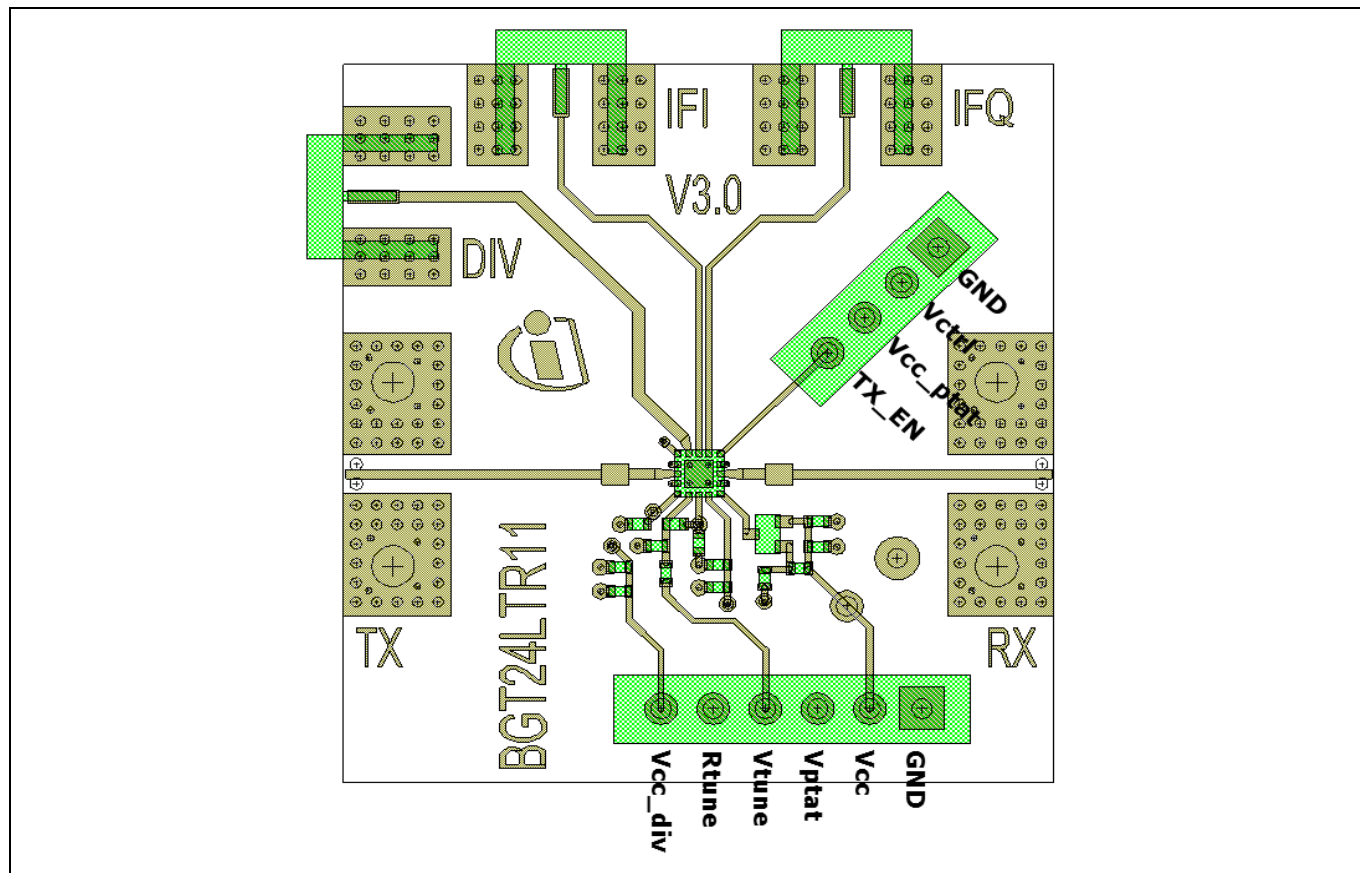 IFI
IFQ
V3.0
DIV
GND
Vctrl
Vcc_ptat
TX_EN
BGT24LTR11
TX
RX
Vcc_div
Rtune
Vtune
Vptat
Vcc
GND